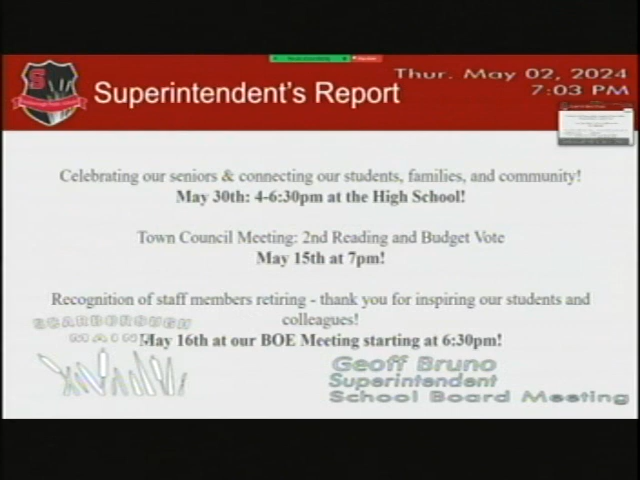 Thur. May 02, 2024
7:03 PM
S
Superintendent's Report
Celebrating our seniors & connecting our students, families, and community!
May 30th: 4-6:30pm at the High School!
Town Council Meeting: 2nd Reading and Budget Vote
May 15th at 7pm!
Recognition of staff members retiring - thank you for inspiring our students and
colleagues!
May 16th at our BOE Meeting starting at 6:30pm!
SCARBOROUGH
MAINE
Geoff Bruno
Superintendent
School Board Meeting